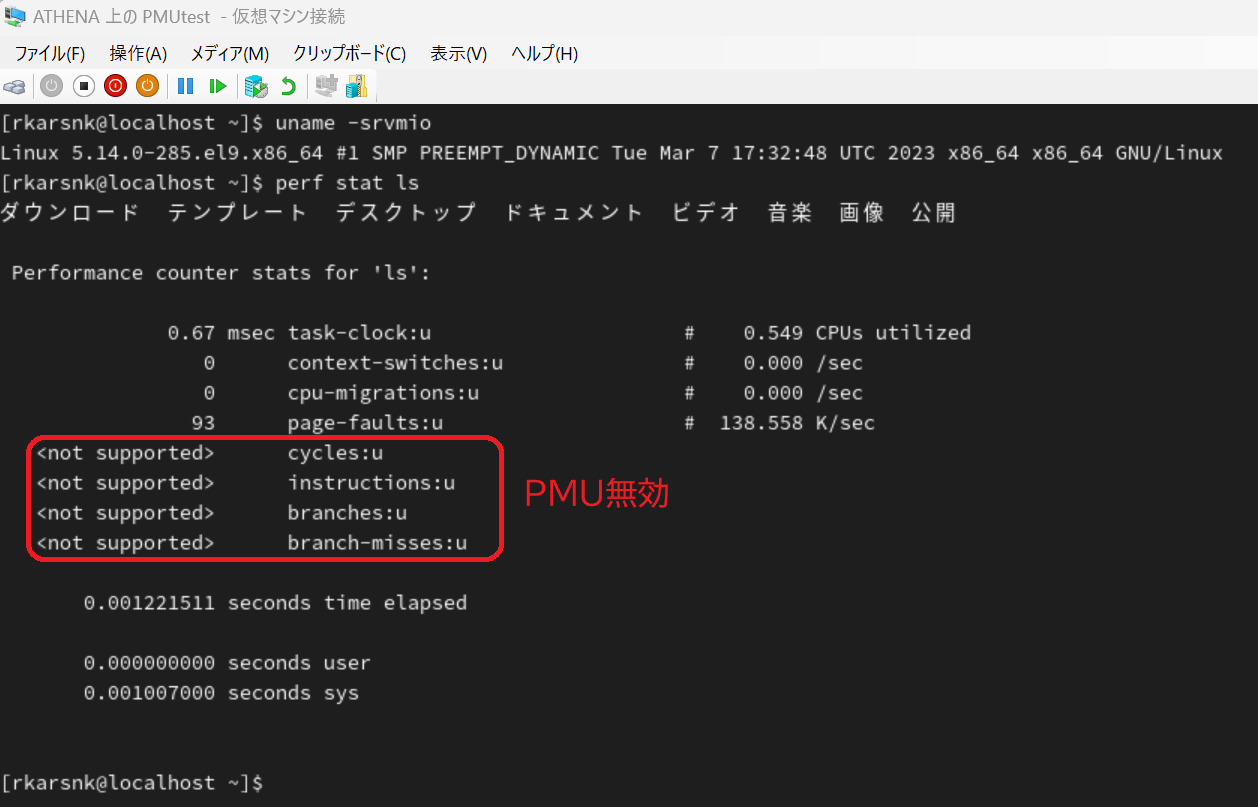 ATHENA 上の PMUtest - 仮想マシン接続
ファイル(F) 操作(A) メディア(M) クリップボード(C) 表示(V) ヘルプ(H)
[rkarsnk@localhost ~]$ uname -srvmio
Linux 5.14.0-285.el9.x86_64 #1 SMP PREEMPT_DYNAMIC Tue Mar 7 17:32:48 UTC 2023 x86_64 x86_64 GNU/Linux
[rkarsnk@localhost ~]$ perf stat ls
ダウンロード テンプレート デスクトップ ドキュメント ビデオ 音楽 画像 公開
Performance counter stats for 'ls':
0.67 msec task-clock:u # 0.549 CPUs utilized
0 context-switches:u # 0.000 /sec
0 cpu-migrations:u # 0.000 /sec
93 page-faults:u # 138.558 K/sec
<not supported> cycles:u
<not supported> instructions:u
PMU無効
<not supported> branches:u
<not supported> branch-misses:u
0.001221511 seconds time elapsed
0.000000000 seconds user
0.001007000 seconds sys
[rkarsnk@localhost ~]$